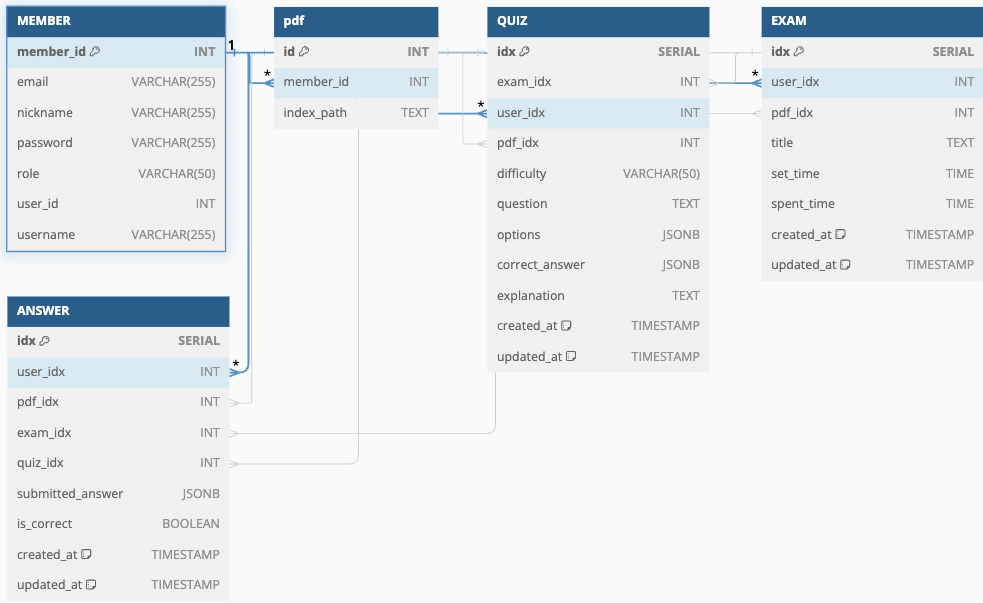 MEMBER
member_id INT
email VARCHAR(255)
nickname VARCHAR(255)
password VARCHAR(255)
role VARCHAR(50)
user_id INT
username VARCHAR(255)
1
*
pdf
id INT
member_id INT
index_path TEXT
*
QUIZ
idx SERIAL
exam_idx INT
user_idx INT
pdf_idx INT
difficulty VARCHAR(50)
question TEXT
options JSONB
correct_answer JSONB
explanation TEXT
created_at TIMESTAMP
updated_at TIMESTAMP
*
EXAM
idx SERIAL
user_idx INT
pdf_idx INT
title TEXT
set_time TIME
spent_time TIME
created_at TIMESTAMP
updated_at TIMESTAMP
ANSWER
idx SERIAL
user_idx INT
*
pdf_idx INT
exam_idx INT
quiz_idx INT
submitted_answer JSONB
is_correct BOOLEAN
created_at TIMESTAMP
updated_at TIMESTAMP